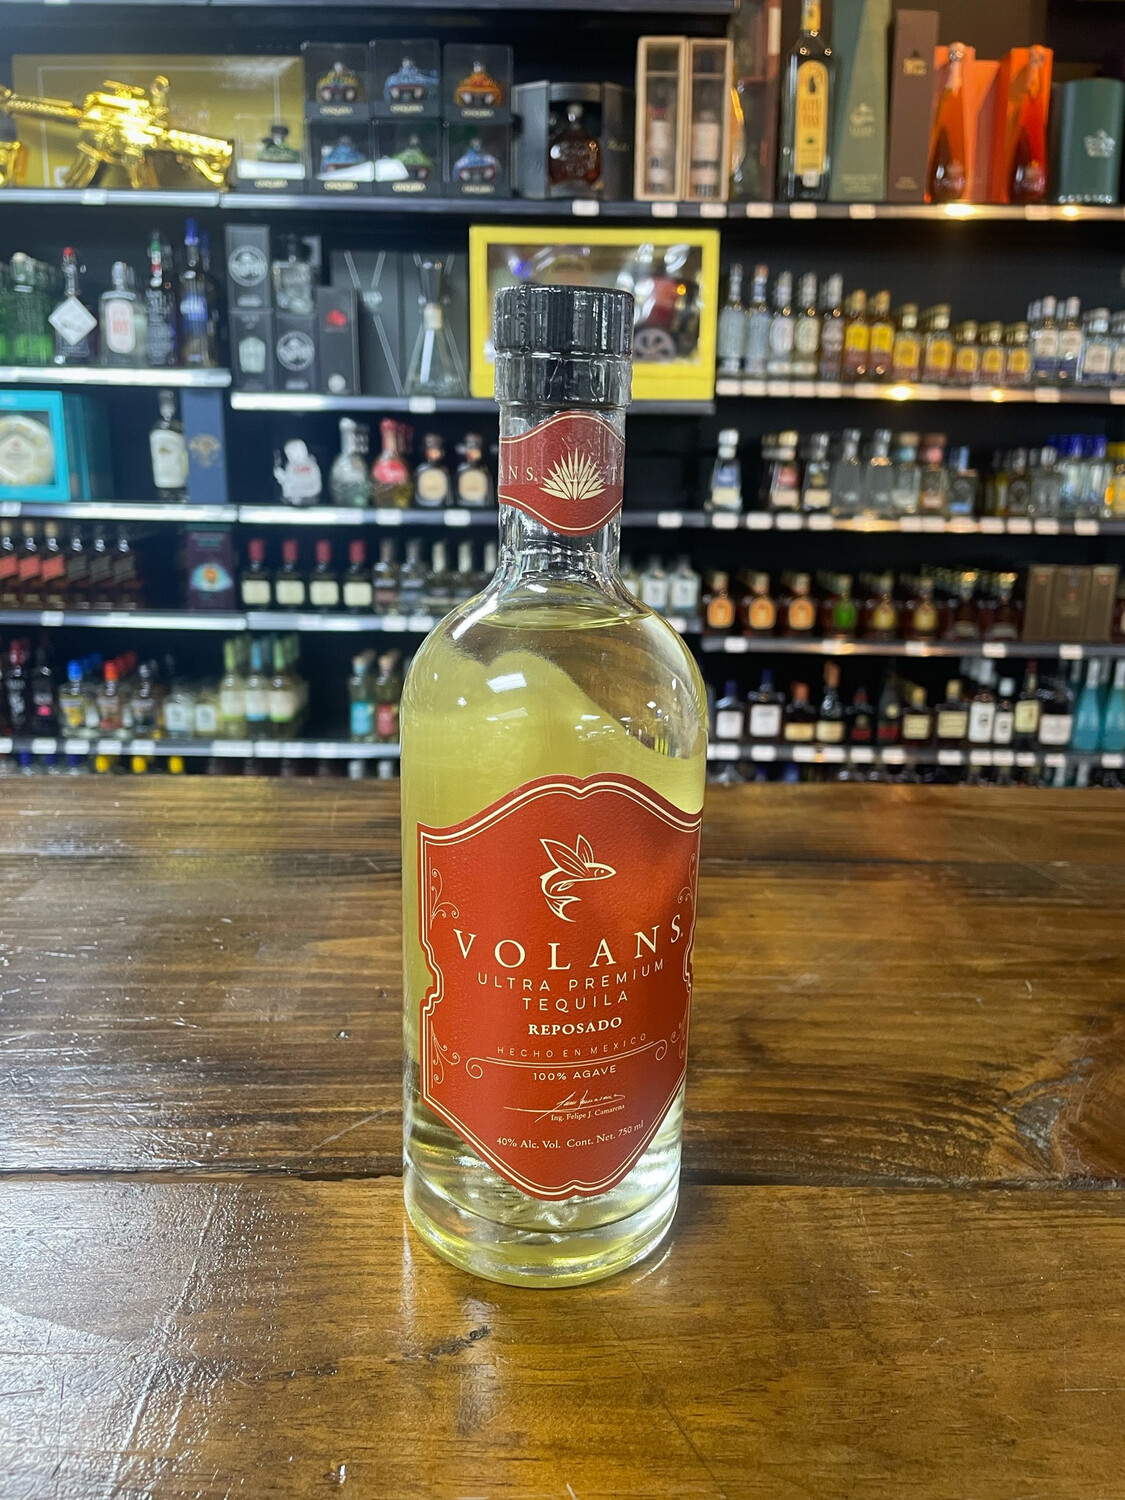 NS.
VOLANS.
ULTRA PREMIUM
TEQUILA
REPOSADO
HECHO EN MEXICO
100% AGAVE
Ing. Felipe J. Camarena
40% Alc. Vol. Cont. Net. 750 ml